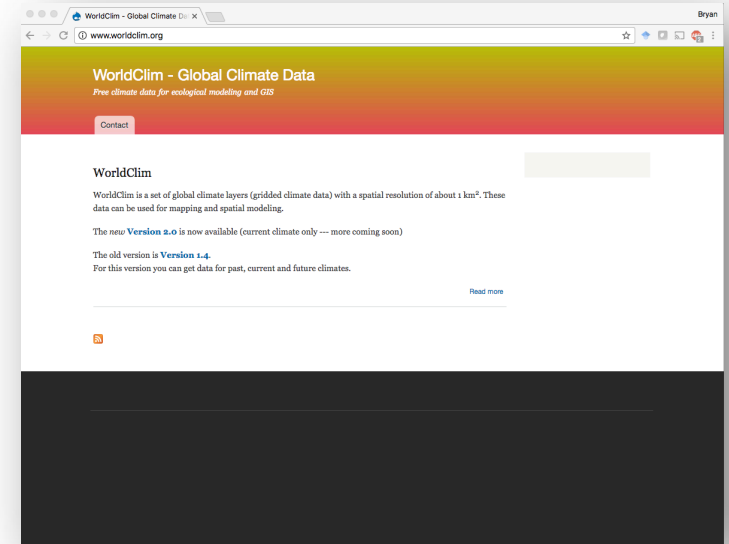 WorldClim - Global Climate Da
Bryan
www.worldclim.org
WorldClim - Global Climate Data
Free climate data for ecological modeling and GIS
Contact
WorldClim
WorldClim is a set of global climate layers (gridded climate data) with a spatial resolution of about 1 km². These
data can be used for mapping and spatial modeling.
The new Version 2.0 is now available (current climate only --- more coming soon)
The old version is Version 1.4.
For this version you can get data for past, current and future climates.
Read more